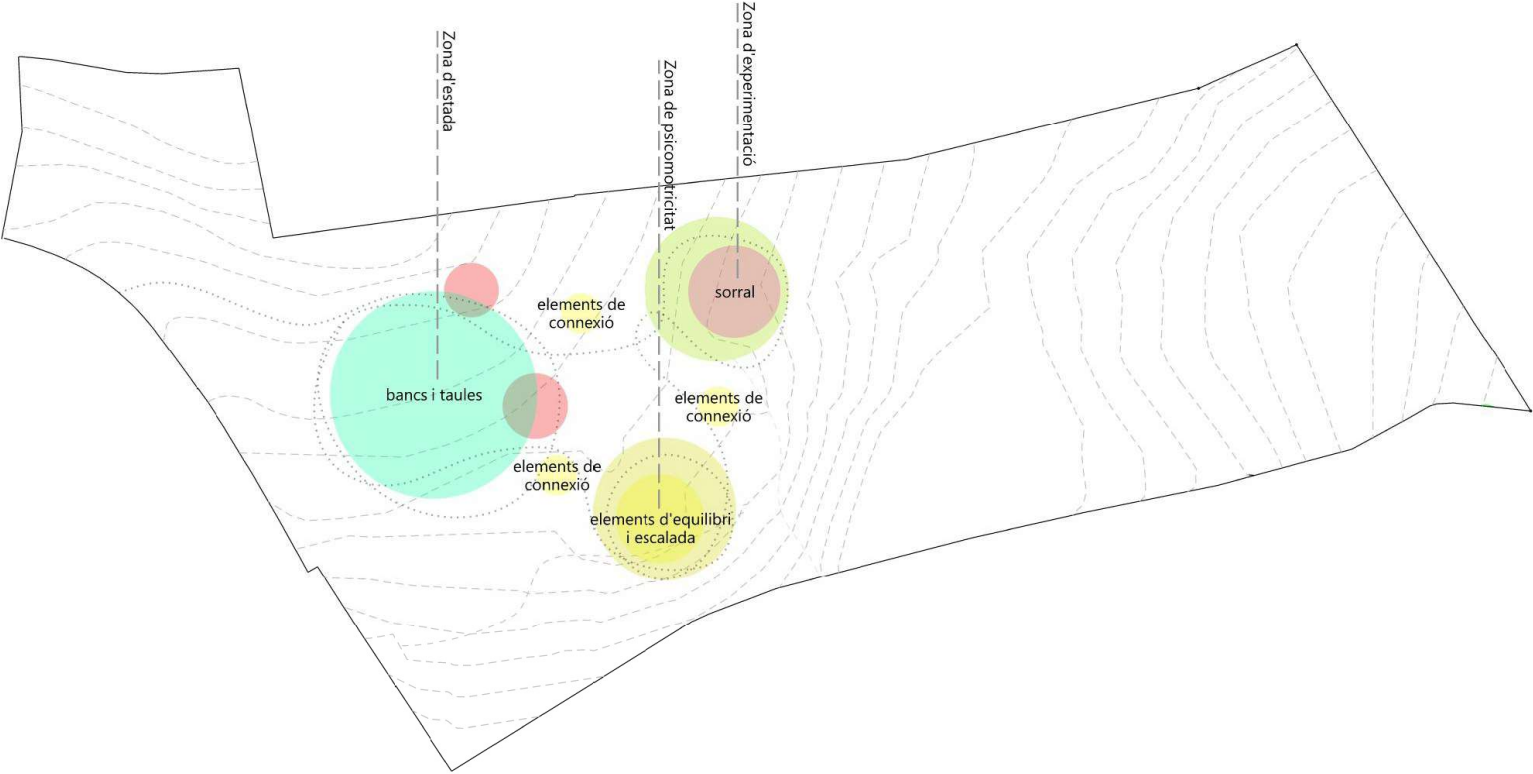 Zona d'estada
Zona de psicomotricitat
Zona d'experimentació
elements de
connexió
sorral
bancs i taules
elements de
connexió
elements de
connexió
elements d'equilibri
i escalada